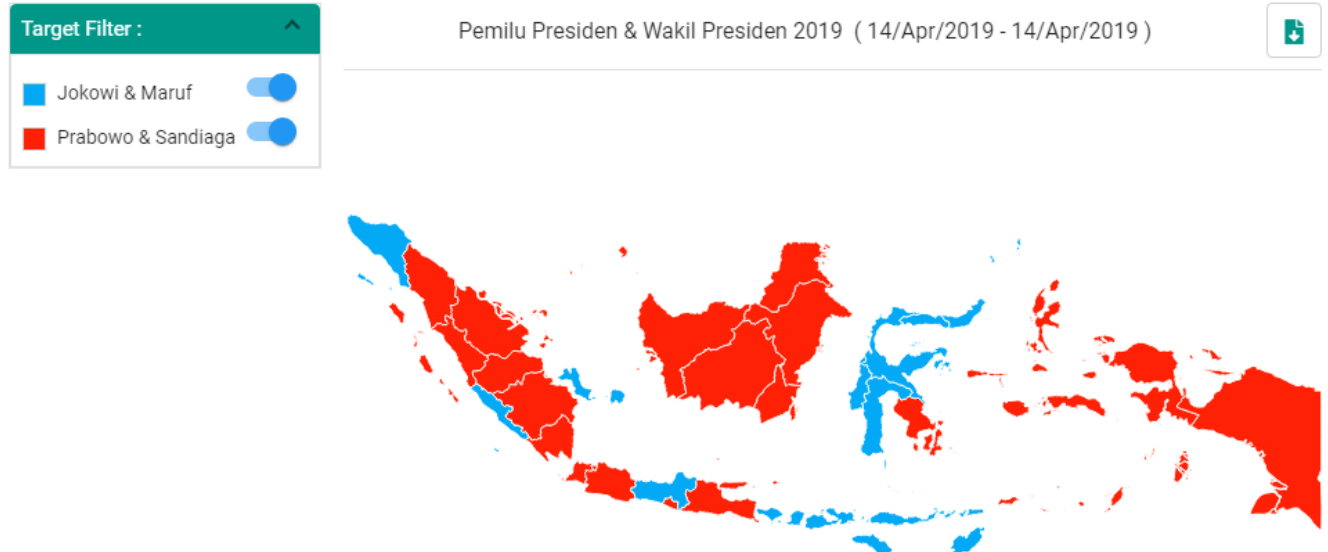 Target Filter :
Jokowi & Maruf
Prabowo & Sandiaga
Pemilu Presiden & Wakil Presiden 2019 ( 14/Apr/2019 - 14/Apr/2019 )